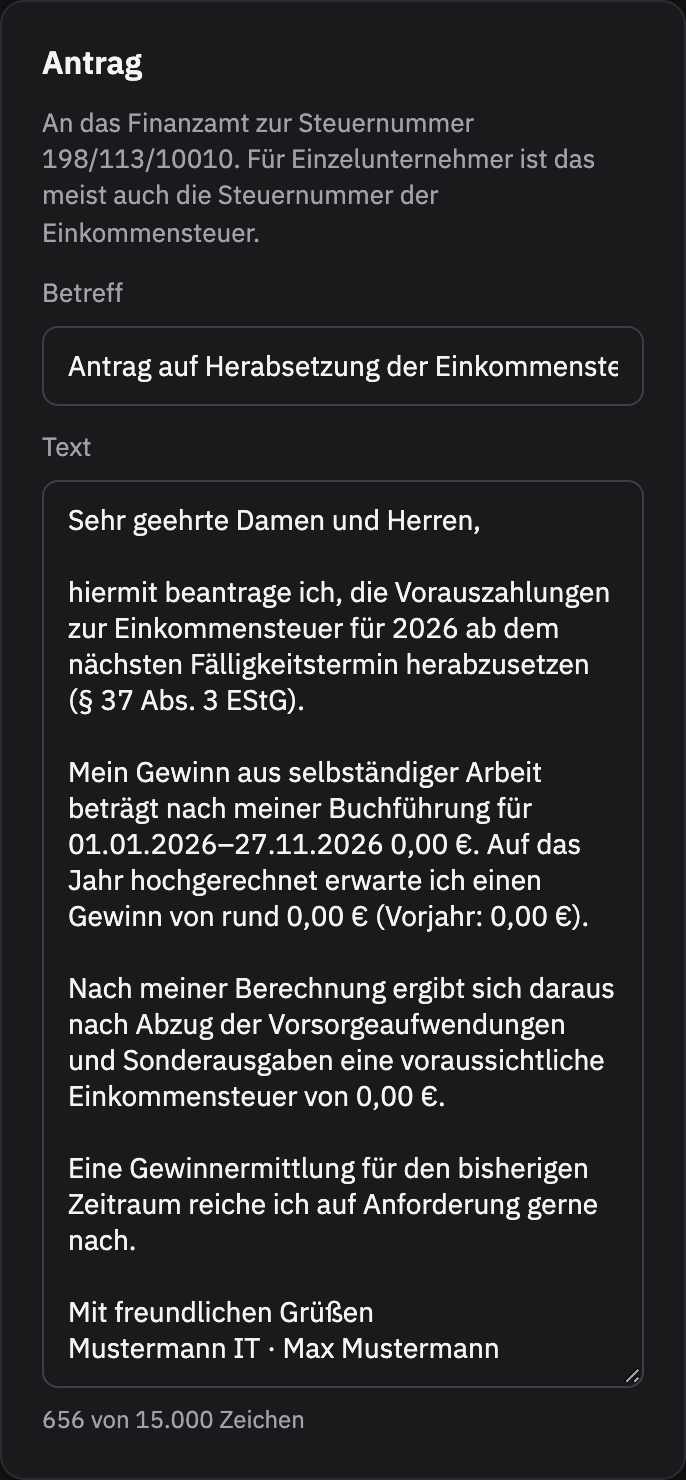 Antrag
An das Finanzamt zur Steuernummer
198/113/10010. Für Einzelunternehmer ist das
meist auch die Steuernummer der
Einkommensteuer.
Betreff
Antrag auf Herabsetzung der Einkommenste
Text
Sehr geehrte Damen und Herren,
hiermit beantrage ich, die Vorauszahlungen
zur Einkommensteuer für 2026 ab dem
nächsten Fälligkeitstermin herabzusetzen
(§ 37 Abs. 3 EStG).
Mein Gewinn aus selbständiger Arbeit
beträgt nach meiner Buchführung für
01.01.2026–27.11.2026 0,00 €. Auf das
Jahr hochgerechnet erwarte ich einen
Gewinn von rund 0,00 € (Vorjahr: 0,00 €).
Nach meiner Berechnung ergibt sich daraus
nach Abzug der Vorsorgeaufwendungen
und Sonderausgaben eine voraussichtliche
Einkommensteuer von 0,00 €.
Eine Gewinnermittlung für den bisherigen
Zeitraum reiche ich auf Anforderung gerne
nach.
Mit freundlichen Grüßen
Mustermann IT · Max Mustermann
656 von 15.000 Zeichen